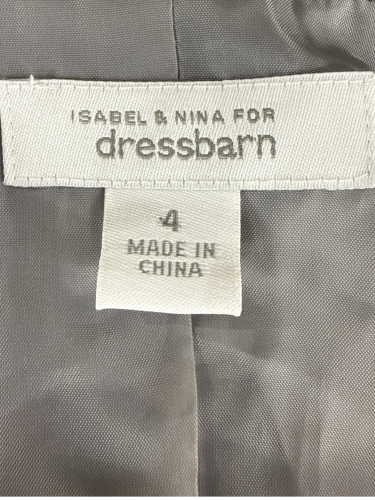 ISABEL & NINA FOR
dressbarn
4
MADE IN
CHINA